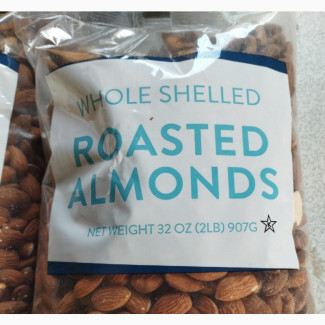 WHOLE SHELLED
ROASTED
ALMONDS
NET WEIGHT 32 OZ (2LB) 907G